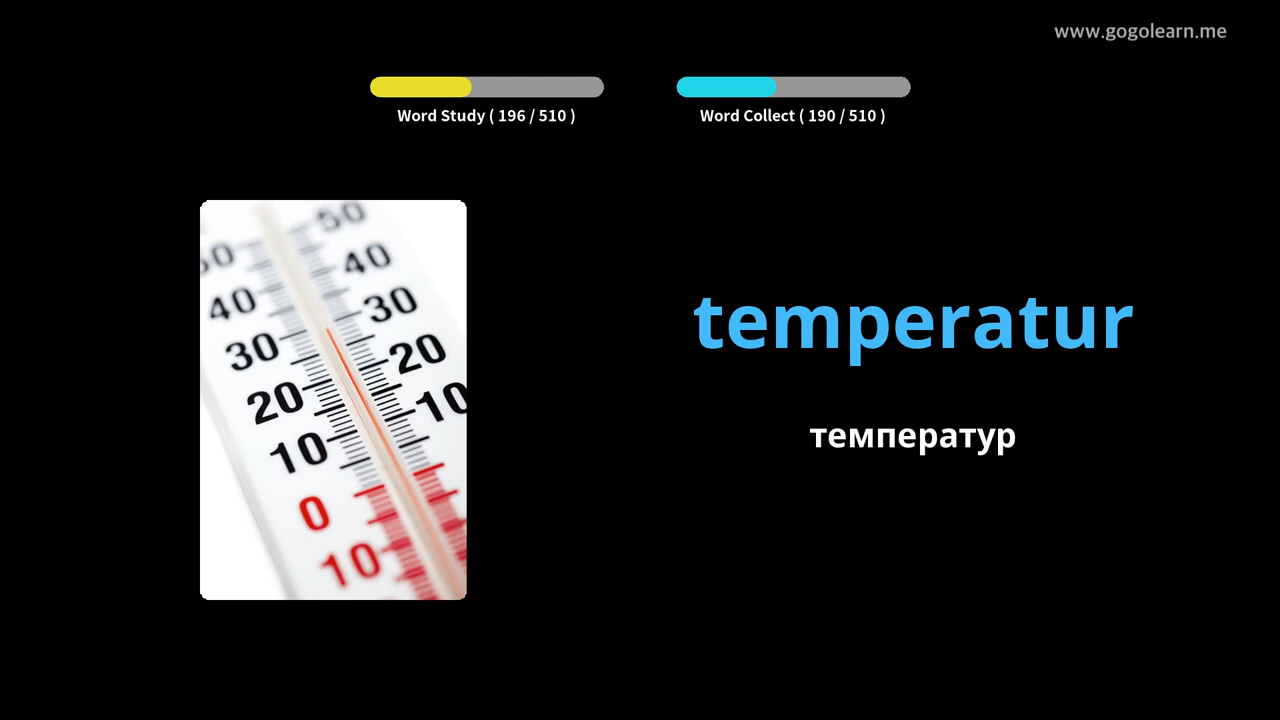 www.gogolearn.me
Word Study ( 196 / 510 )
Word Collect ( 190 / 510 )
50
50
40
40
30
30
20
20
10
10
0
10
temperatur
температур